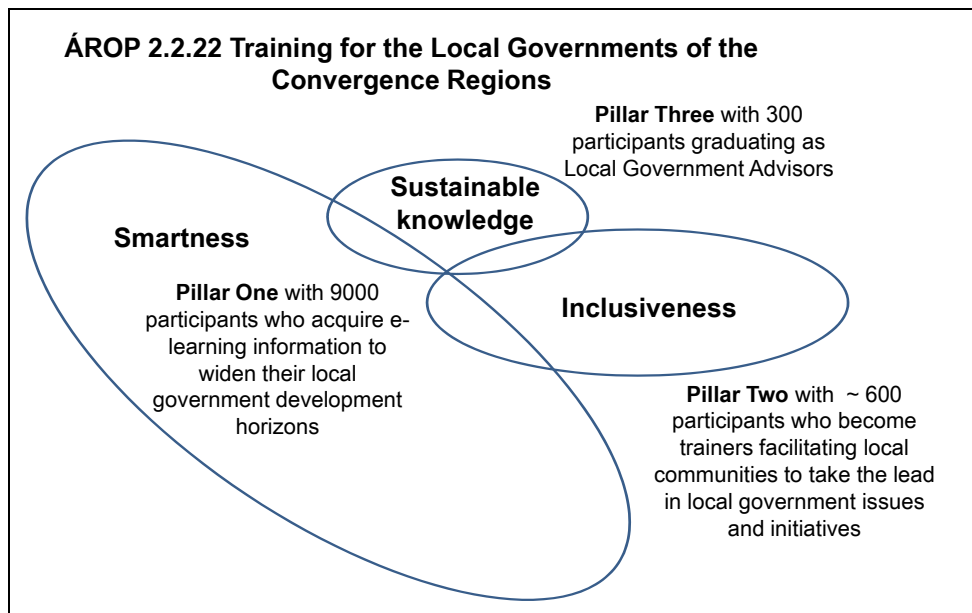 ÁROP 2.2.22 Training for the Local Governments of the
Convergence Regions
Pillar Three with 300
participants graduating as
Local Government Advisors
Sustainable
knowledge
Smartness
Pillar One with 9000
participants who acquire e-
learning information to
widen their local
government development
horizons
Inclusiveness
Pillar Two with ~ 600
participants who become
trainers facilitating local
communities to take the lead
in local government issues
and initiatives